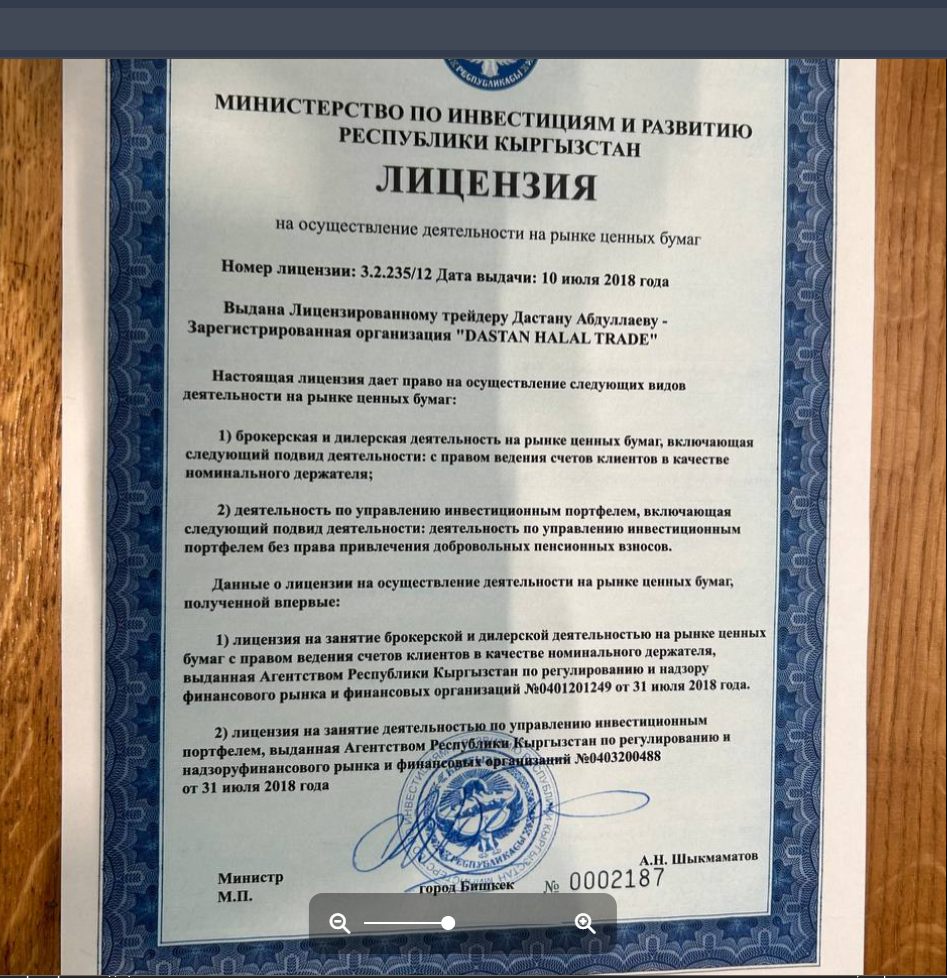 РЕСПУБЛИКАСЫ
МИНИСТЕРСТВО ПО ИНВЕСТИЦИЯМ И РАЗВИТИЮ
РЕСПУБЛИКИ КЫРГЫЗСТАН
ЛИЦЕНЗИЯ
на осуществление деятельности на рынке ценных бумаг
Номер лицензии: 3.2.235/12 Дата выдачи: 10 июля 2018 года
Выдана Лицензированному трейдеру Дастану Абдуллаеву -
Зарегистрированная организация "DASTAN HALAL TRADE"
Настоящая лицензия дает право на осуществление следующих видов
деятельности на рынке ценных бумаг:
1) брокерская и дилерская деятельность на рынке ценных бумаг, включающая
следующий подвид деятельности: с правом ведения счетов клиентов в качестве
номинального держателя;
2) деятельность по управлению инвестиционным портфелем, включающая
следующий подвид деятельности: деятельность по управлению инвестиционным
портфелем без права привлечения добровольных пенсионных взносов.
Данные о лицензии на осуществление деятельности на рынке ценных бумаг,
полученной впервые:
1) лицензия на занятие брокерской и дилерской деятельностью на рынке ценных
бумаг с правом ведения счетов клиентов в качестве номинального держателя,
выданная Агентством Республики Кыргызстан по регулированию и надзору
финансового рынка и финансовых организаций №0401201249 от 31 июля 2018 года.
2) лицензия на занятие деятельностью по управлению инвестиционным
портфелем, выданная Агентством Республики Кыргызстан по регулированию и
надзоруфинансового рынка и финансовых организаций №0403200488
от 31 июля 2018 года
РЕСПУБЛИКАСЫ
А.Н. Шыкмаматов
Министр
М.П.
город Бишкек № 0002187